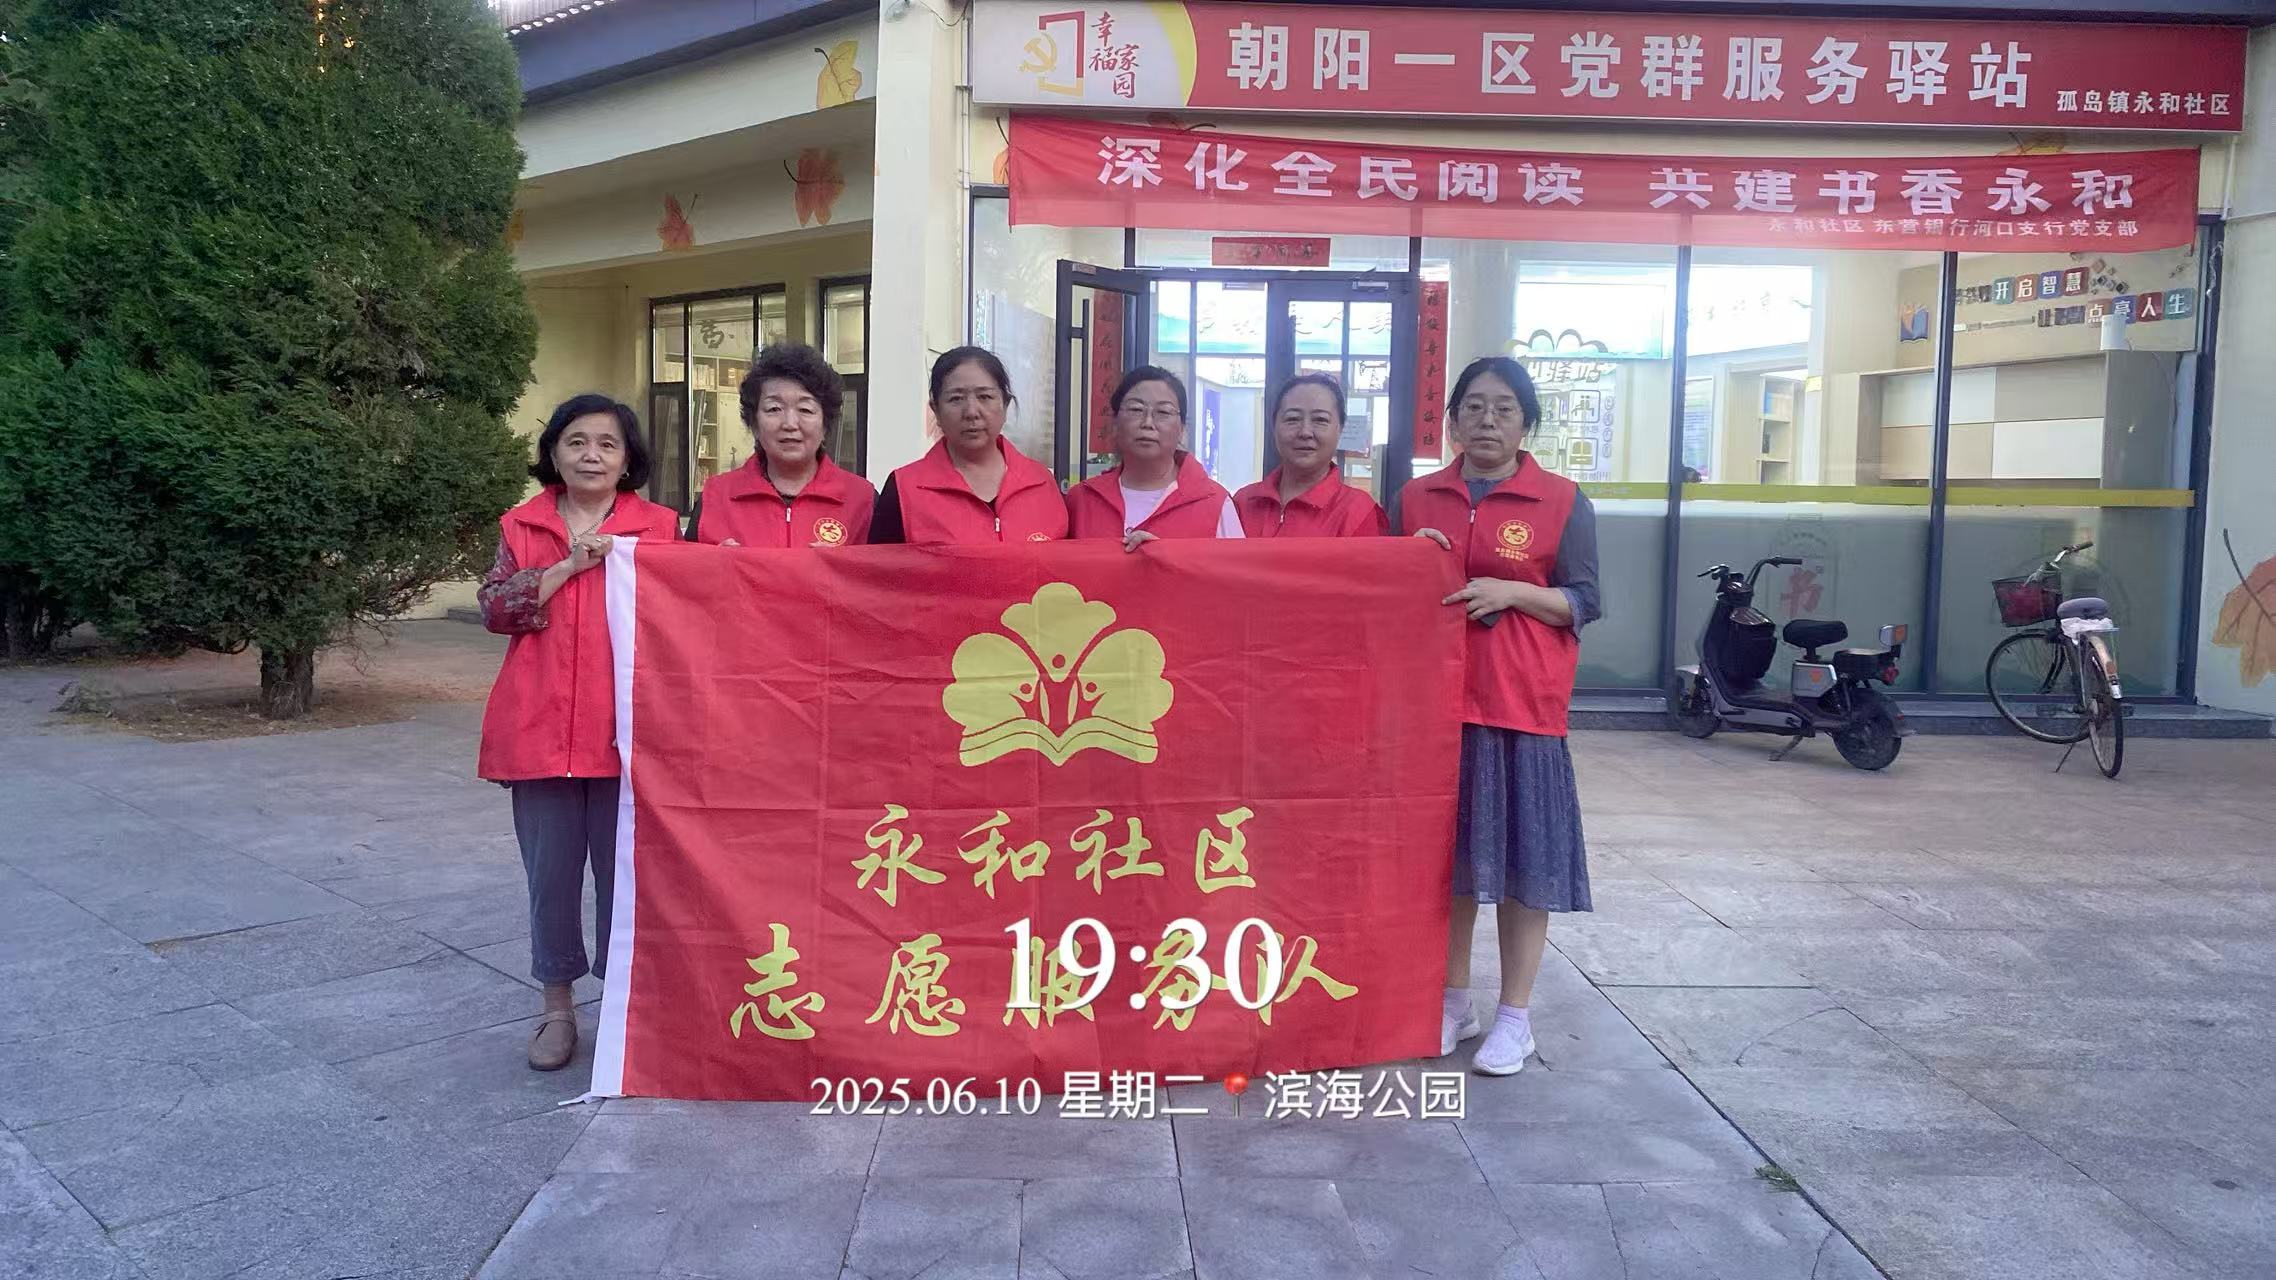 幸福家园
朝阳一区党群服务驿站
孤岛镇永和社区
深化全民阅读 共建书香永和
永和社区 东营银行河口支行党支部
开启智慧
点亮人生
驿站
书
永和社区
志愿服务队
19:30
2025.06.10 星期二 滨海公园